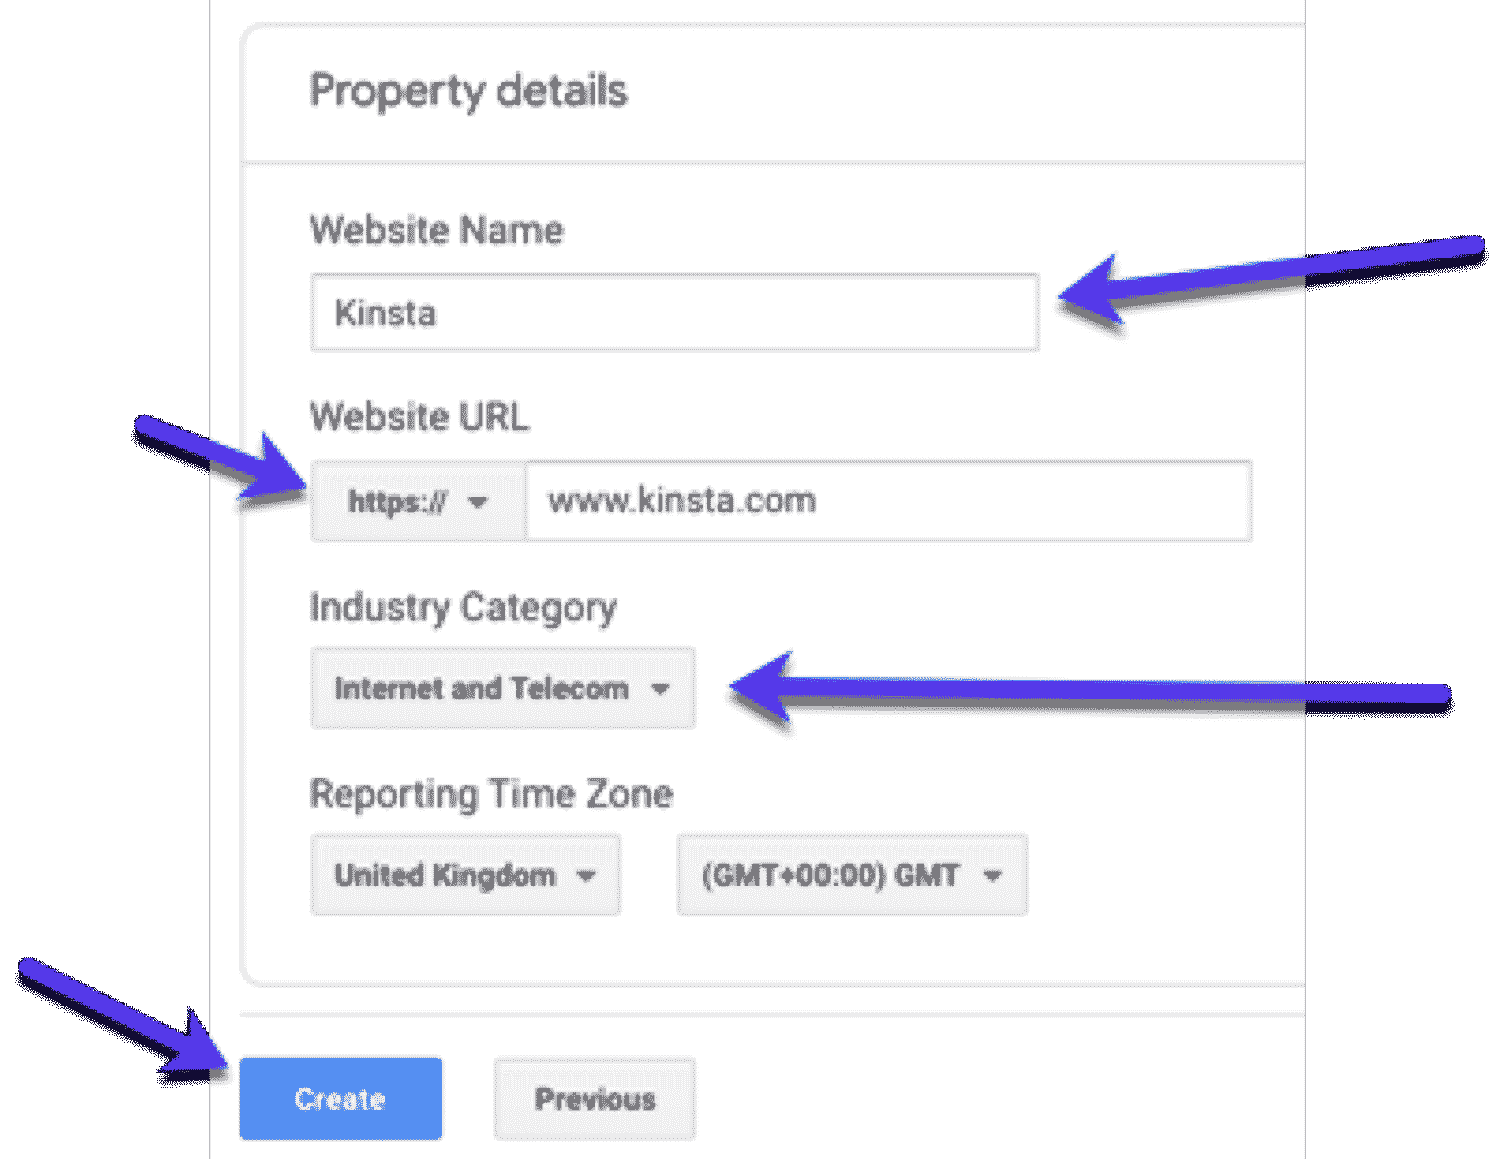 Property details
Website Name
Kinsta
Website URL
https:// www.kinsta.com
Industry Category
Internet and Telecom
Reporting Time Zone
United Kingdom (GMT+00:00) GMT
Create Previous